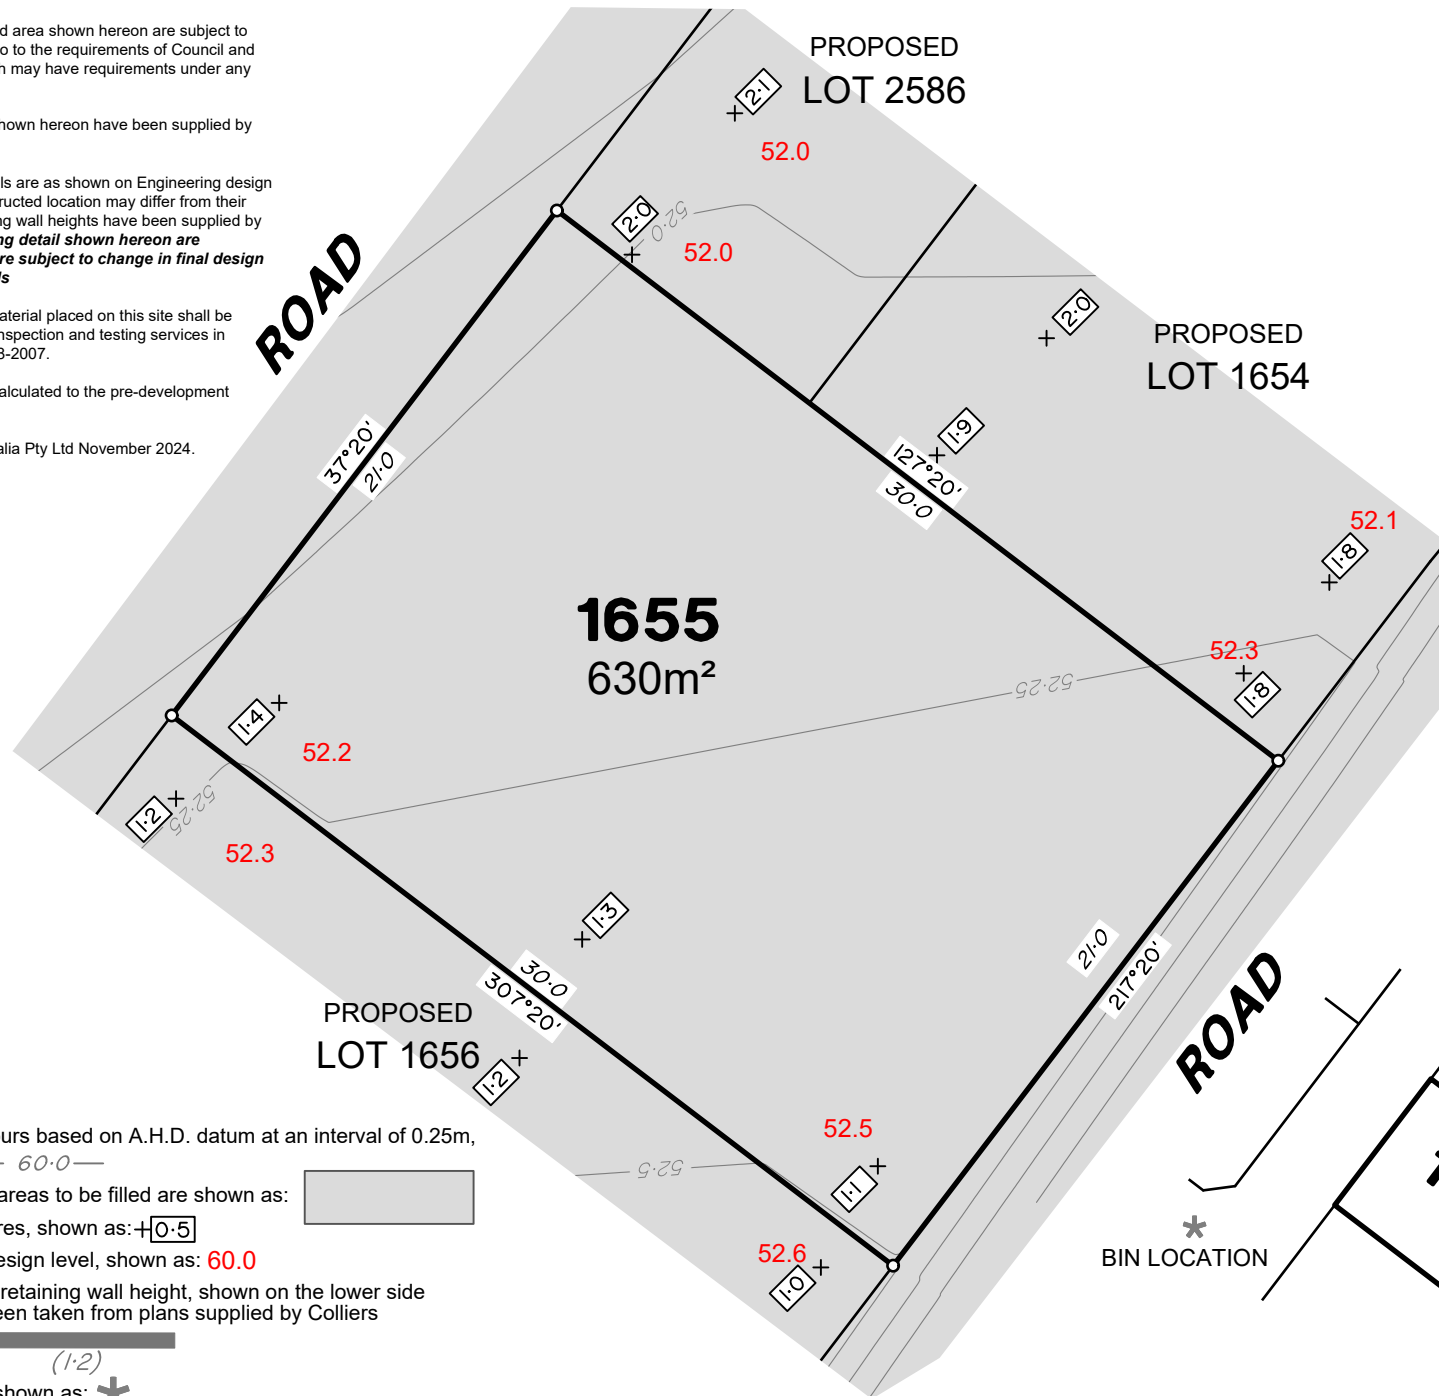 d area shown hereon are subject to
o to the requirements of Council and
h may have requirements under any
hown hereon have been supplied by
ls are as shown on Engineering design
ructed location may differ from their
ng wall heights have been supplied by
ng detail shown hereon are
re subject to change in final design
ls
aterial placed on this site shall be
nspection and testing services in
8-2007.
alculated to the pre-development
alia Pty Ltd November 2024.
PROPOSED
LOT 2586
2·1
52.0
2·0
52·0
52.0
ROAD
2·0
PROPOSED
LOT 1654
1·9
127°20'
30·0
37°20'
21·0
52.1
1·8
1655
630m²
52.3
1·8
52·25
1·4
52.2
1·2
52·25
52.3
1·3
30·0
307°20'
21·0
217°20'
ROAD
PROPOSED
LOT 1656
1·2
52.5
1·1
52·5
52.6
1·0
BIN LOCATION
urs based on A.H.D. datum at an interval of 0.25m,
60·0
areas to be filled are shown as:
res, shown as: +0·5
esign level, shown as: 60.0
retaining wall height, shown on the lower side
een taken from plans supplied by Colliers
(1·2)
shown as: